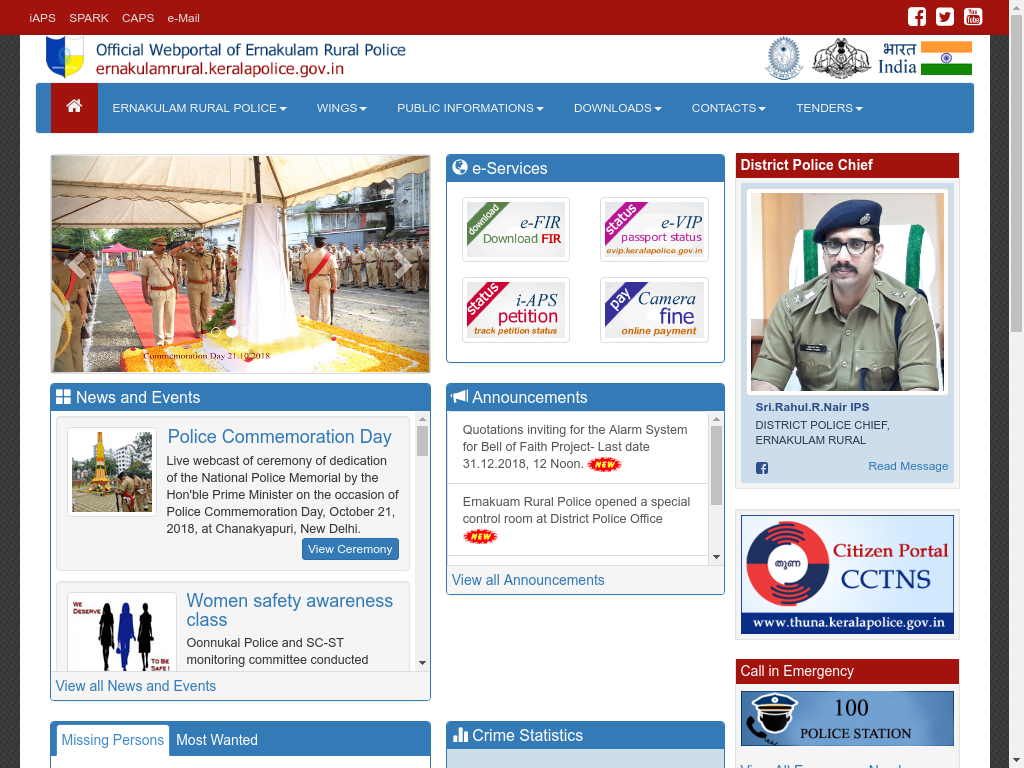 iAPS SPARK CAPS e-Mail
You Tube
Official Webportal of Ernakulam Rural Police
ernakulamrural.keralapolice.gov.in
भारत
India
ERNAKULAM RURAL POLICE WINGS PUBLIC INFORMATIONS DOWNLOADS CONTACTS TENDERS
Commemoration Day 21.10.2018
e-Services
download
e-FIR
Download FIR
status
e-VIP
passport status
evip.keralapolice.gov.in
status
i-APS
petition
track petition status
pay
Camera
fine
online payment
District Police Chief
Sri.Rahul.R.Nair IPS
DISTRICT POLICE CHIEF,
ERNAKULAM RURAL
Read Message
News and Events
Police Commemoration Day
Live webcast of ceremony of dedication
of the National Police Memorial by the
Hon'ble Prime Minister on the occasion of
Police Commemoration Day, October 21,
2018, at Chanakyapuri, New Delhi.
View Ceremony
WE
DESERVE
TO BE
SAFE!
Women safety awareness
class
Oonnukal Police and SC-ST
monitoring committee conducted
View all News and Events
Announcements
Quotations inviting for the Alarm System
for Bell of Faith Project- Last date
31.12.2018, 12 Noon. NEW
Ernakuam Rural Police opened a special
control room at District Police Office
NEW
View all Announcements
തുണ
Citizen Portal
CCTNS
www.thuna.keralapolice.gov.in
Call in Emergency
100
POLICE STATION
Missing Persons Most Wanted
Crime Statistics